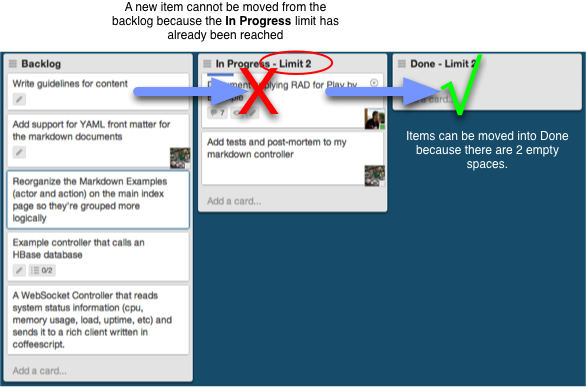 A new item cannot be moved from the
backlog because the In Progress limit has
already been reached
Backlog
Write guidelines for content
Add support for YAML front matter for
the markdown documents
Reorganize the Markdown Examples
(actor and action) on the main index
page so they're grouped more
logically
Example controller that calls an
HBase database
0/2
A WebSocket Controller that reads
system status information (cpu,
memory usage, load, uptime, etc) and
sends it to a rich client written in
coffeescript.
Add a card...
In Progress - Limit 2
X
applying RAD for Play by
7
Add tests and post-mortem to my
markdown controller
Add a card...
Done - Limit 2
a card...
Items can be moved into Done
because there are 2 empty
spaces.